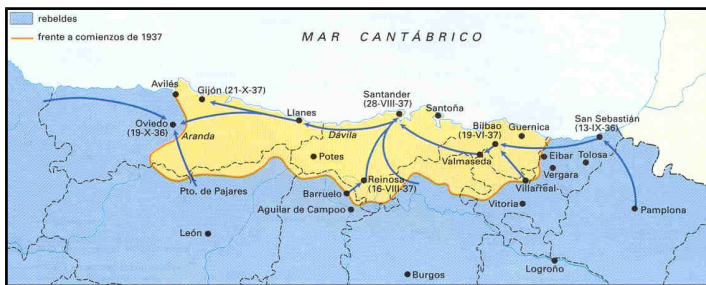 rebeldes
frente a comienzos de 1937
MAR CANTÁBRICO
Avilés
Gijón (21-X-37)
Oviedo
(19-X-36)
Aranda
Llanes
Dávila
Santander
(28-VIII-37)
Santoña
Bilbao
(19-VI-37)
Guernica
San Sebastián
(13-IX-36)
Potes
Valmaseda
Eibar
Tolosa
Vergara
Reinosa
(16-VIII-37)
Barruelo
Villarreal
Pto. de Pajares
Aguilar de Campoo
Vitoria
Pamplona
León
Burgos
Logroño